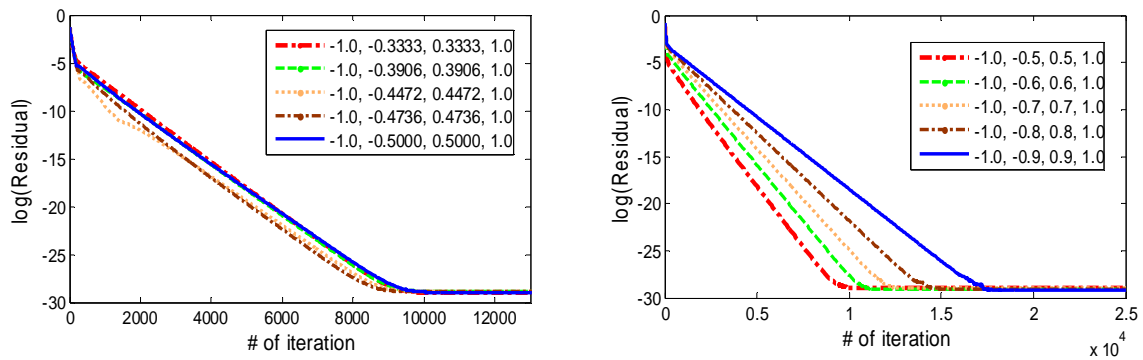 0
-5
-10
-15
-20
-25
-30
log(Residual)
0
2000
4000
6000
8000
10000
12000
# of iteration
-1.0, -0.3333, 0.3333, 1.0
-1.0, -0.3906, 0.3906, 1.0
-1.0, -0.4472, 0.4472, 1.0
-1.0, -0.4736, 0.4736, 1.0
-1.0, -0.5000, 0.5000, 1.0
0
-5
-10
-15
-20
-25
-30
log(Residual)
0
0.5
1.0
1.5
2.0
2.5
x 10^4
# of iteration
-1.0, -0.5, 0.5, 1.0
-1.0, -0.6, 0.6, 1.0
-1.0, -0.7, 0.7, 1.0
-1.0, -0.8, 0.8, 1.0
-1.0, -0.9, 0.9, 1.0